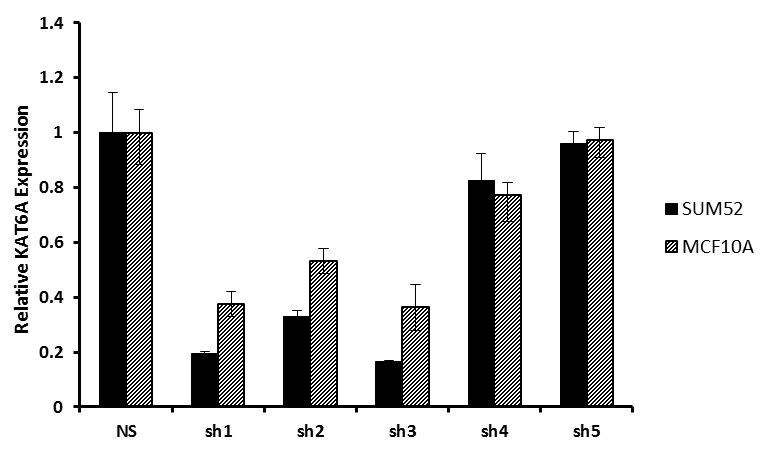 Relative KAT6A Expression
1.4
1.2
1
0.8
0.6
0.4
0.2
0
NS
sh1
sh2
sh3
sh4
sh5
SUM52
MCF10A